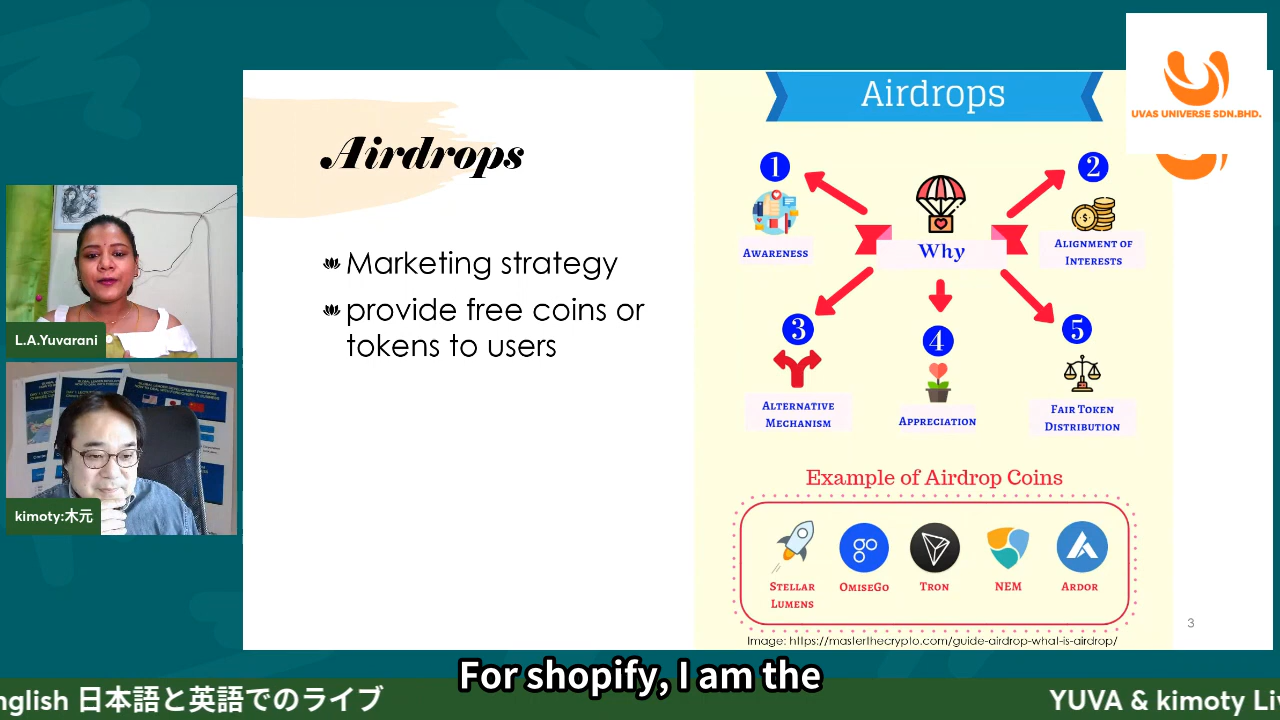 Airdrops
Marketing strategy
provide free coins or
tokens to users
Airdrops
1
2
Why
AWARENESS
ALIGNMENT OF
INTERESTS
3
4
5
ALTERNATIVE
MECHANISM
APPRECIATION
FAIR TOKEN
DISTRIBUTION
Example of Airdrop Coins
STELLAR
LUMENS
OMISEGO
TRON
NEM
ARDOR
Image: https://masterthecrypto.com/guide-airdrop-what-is-airdrop/
3
UVAS UNIVERSE SDN.BHD.
L.A.Yuvarani
kimoty:木元
For shopify, I am the
nglish 日本語と英語でのライブ
YUVA & kimoty Li